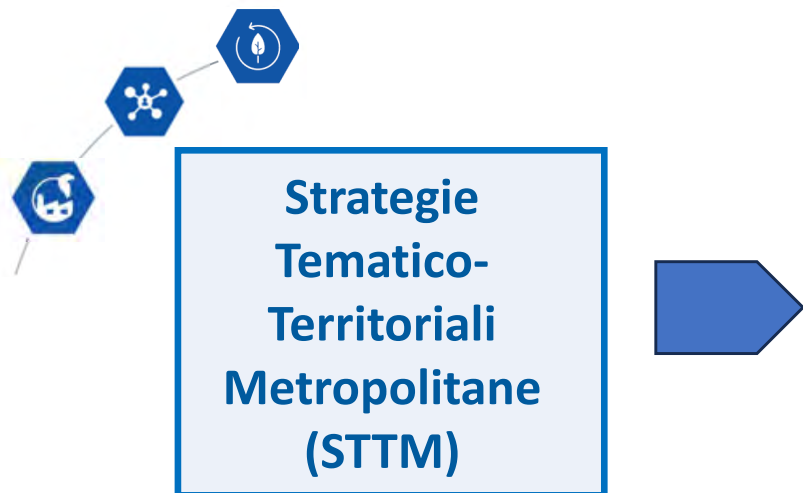 Strategie
Tematico-
Territoriali
Metropolitane
(STTM)